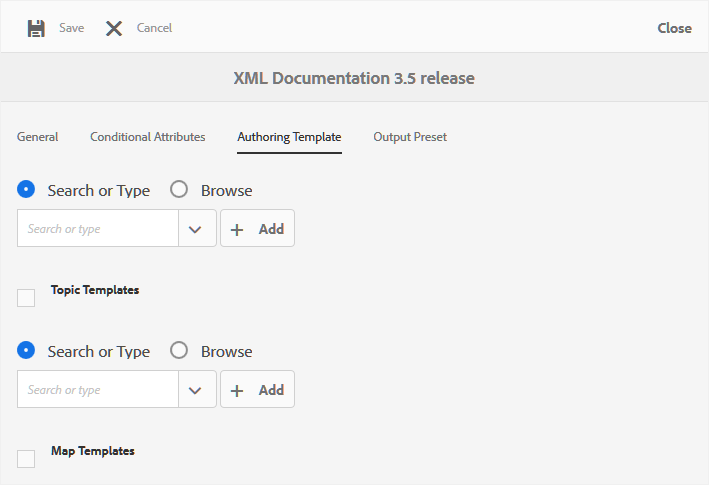 Save Cancel Close
XML Documentation 3.5 release
General Conditional Attributes Authoring Template Output Preset
Search or Type Browse
Search or type Add
Topic Templates
Search or Type Browse
Search or type Add
Map Templates